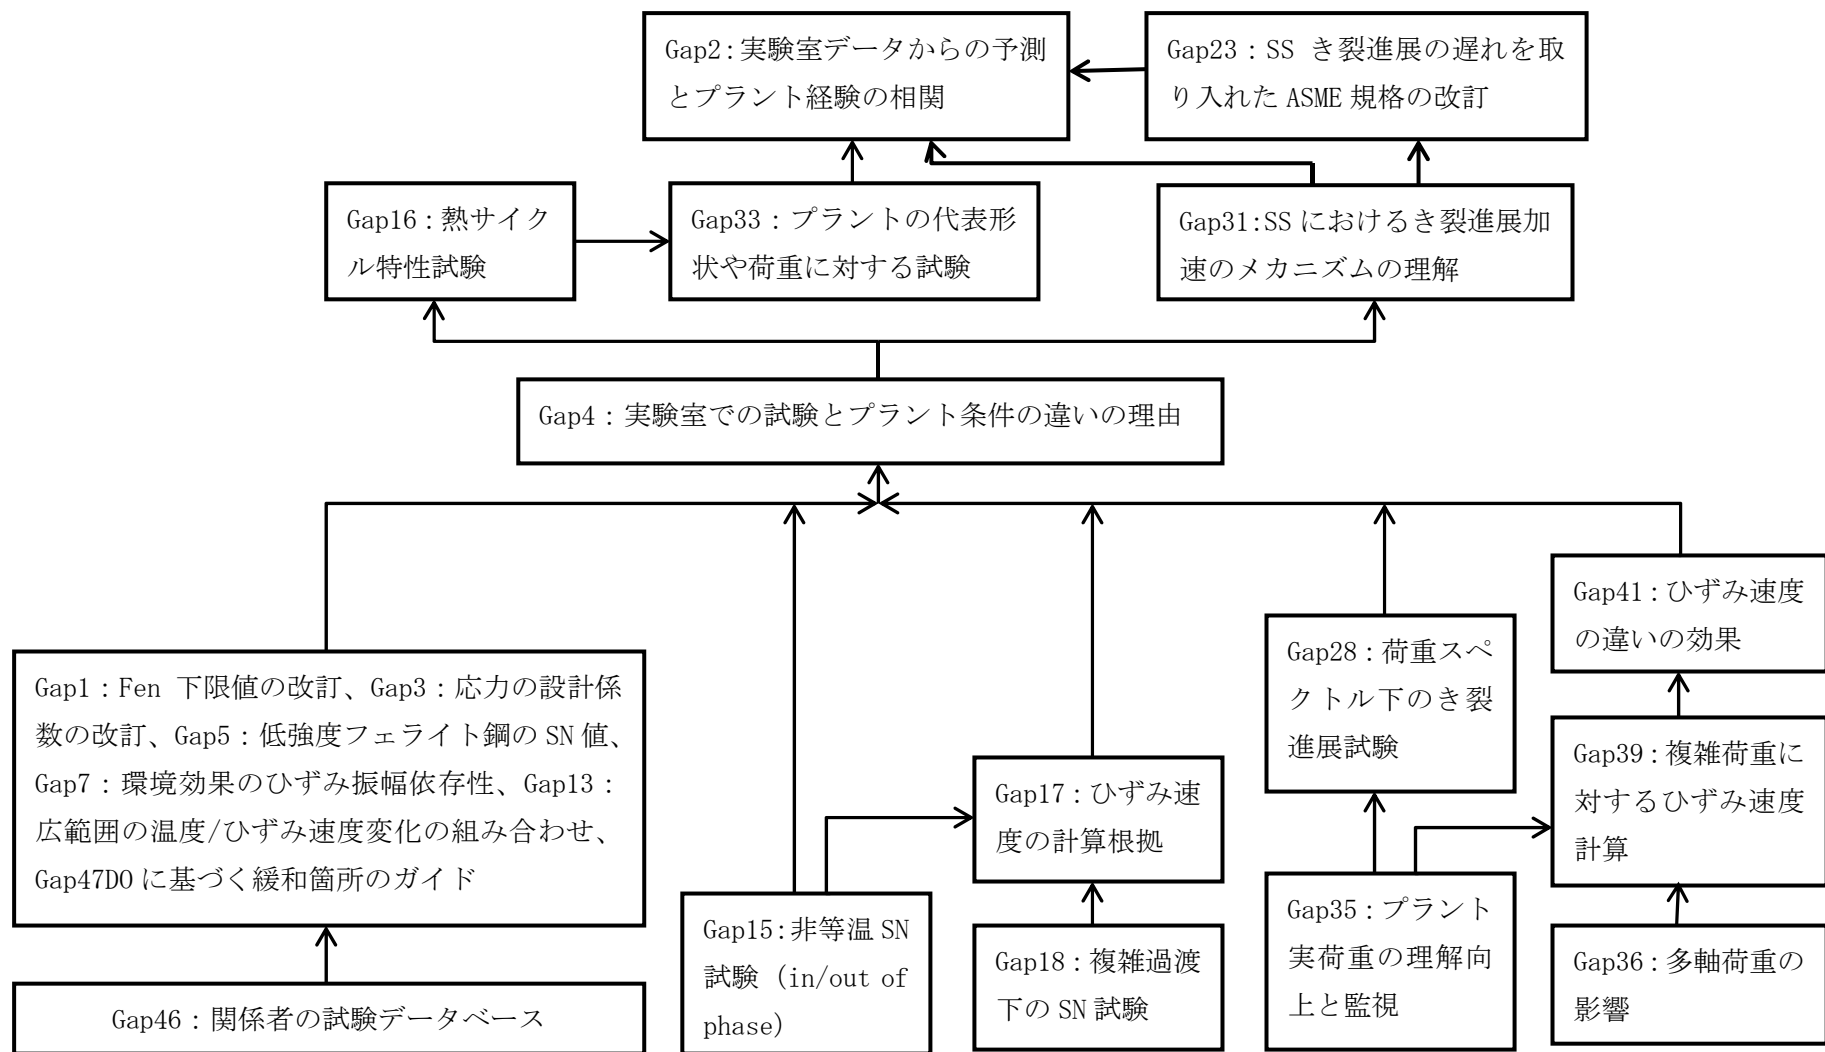 Gap2：実験室データからの予測
とプラント経験の相関
Gap23：SS き裂進展の遅れを取
り入れた ASME 規格の改訂
Gap16：熱サイク
ル特性試験
Gap33：プラントの代表形
状や荷重に対する試験
Gap31:SS におけるき裂進展加
速のメカニズムの理解
Gap4：実験室での試験とプラント条件の違いの理由
Gap1：Fen 下限値の改訂、Gap3：応力の設計係
数の改訂、Gap5：低強度フェライト鋼の SN 値、
Gap7：環境効果のひずみ振幅依存性、Gap13：
広範囲の温度/ひずみ速度変化の組み合わせ、
Gap47DO に基づく緩和箇所のガイド
Gap46：関係者の試験データベース
Gap15：非等温 SN
試験（in/out of
phase）
Gap17：ひずみ速
度の計算根拠
Gap18：複雑過渡
下の SN 試験
Gap28：荷重スペ
クトル下のき裂
進展試験
Gap35：プラント
実荷重の理解向
上と監視
Gap41：ひずみ速度
の違いの効果
Gap39：複雑荷重に
対するひずみ速度
計算
Gap36：多軸荷重の
影響